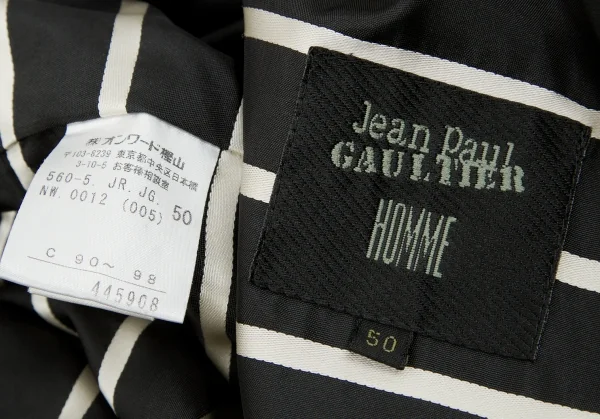 ㈱オンワード樫山
〒103-8239 東京都中央区日本橋
3-10-5 お客様相談室
560-5. JR. JG.
NW. 0012 (005) 50
C 90～ 98
445908
Jean Paul
GAULTIER
HOMME
50